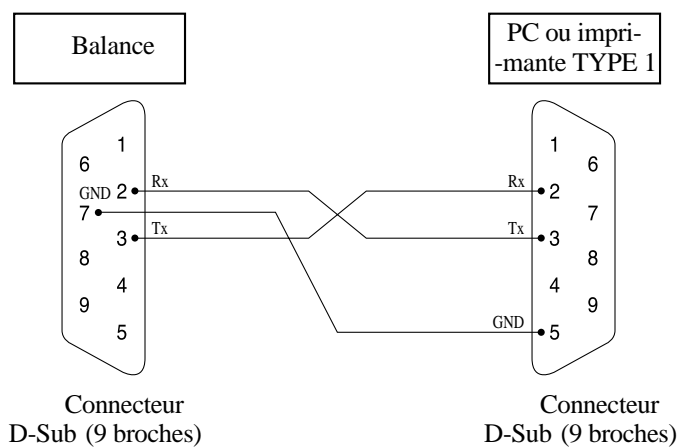 Balance
PC ou impri-
-mante TYPE 1
1
6
2
GND
Rx
7
3
Tx
8
4
9
5
1
6
Rx
2
7
Tx
3
8
4
9
GND
5
Connecteur
D-Sub (9 broches)
Connecteur
D-Sub (9 broches)